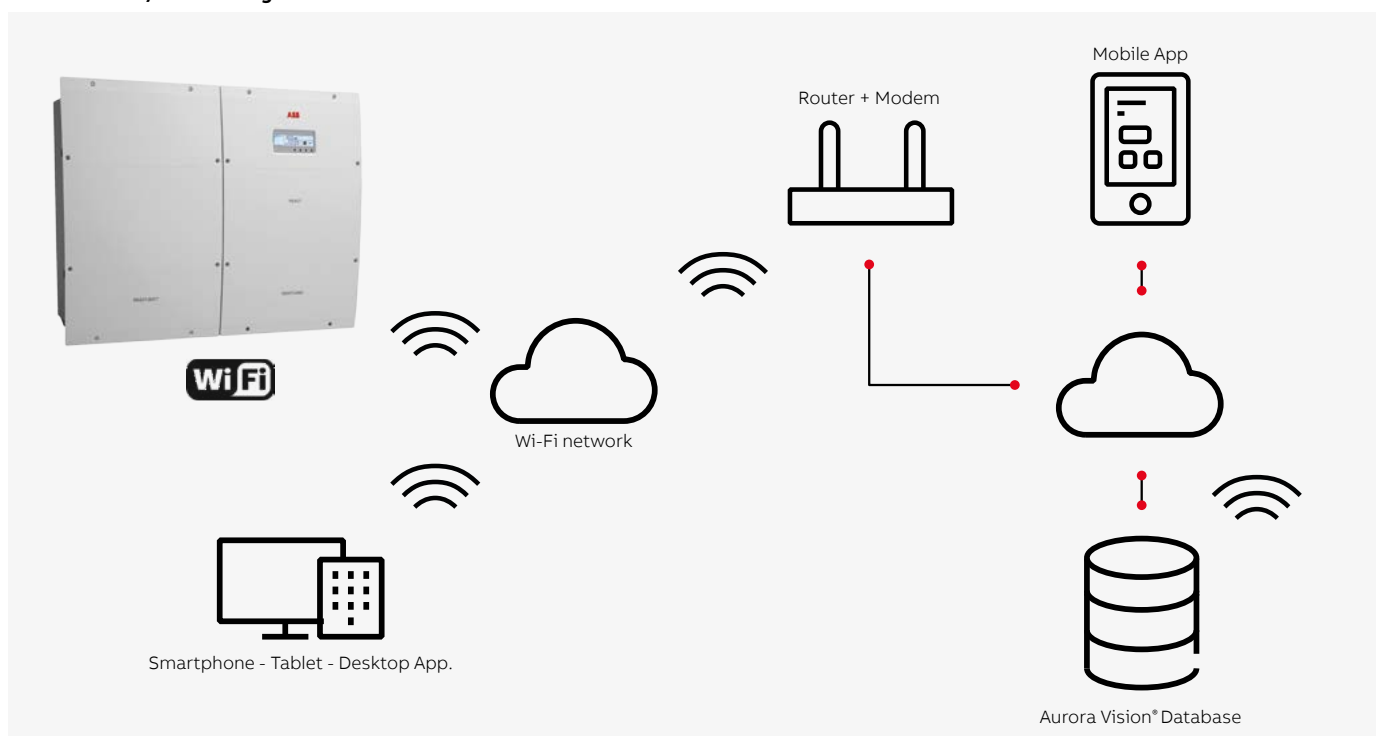 Mobile App
Router + Modem
ABB
WiFi
Wi-Fi network
Smartphone - Tablet - Desktop App.
Aurora Vision® Database